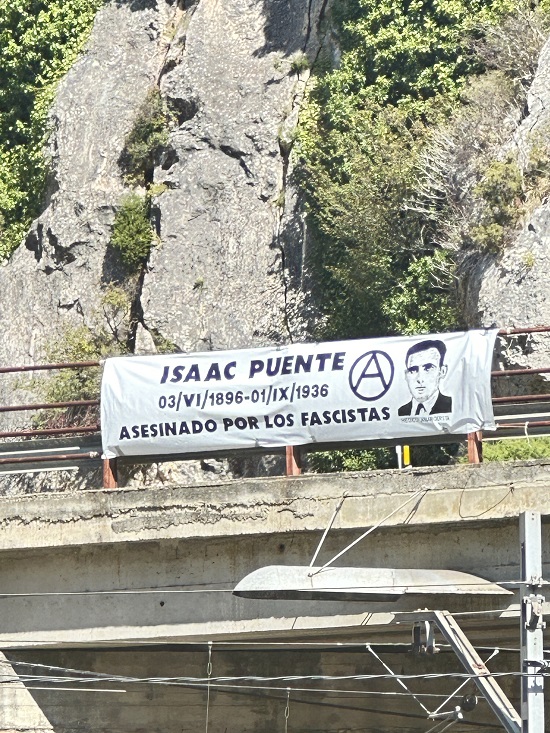 ISAAC PUENTE
03/VI/1896-01/IX/1936
ASESINADO POR LOS FASCISTAS